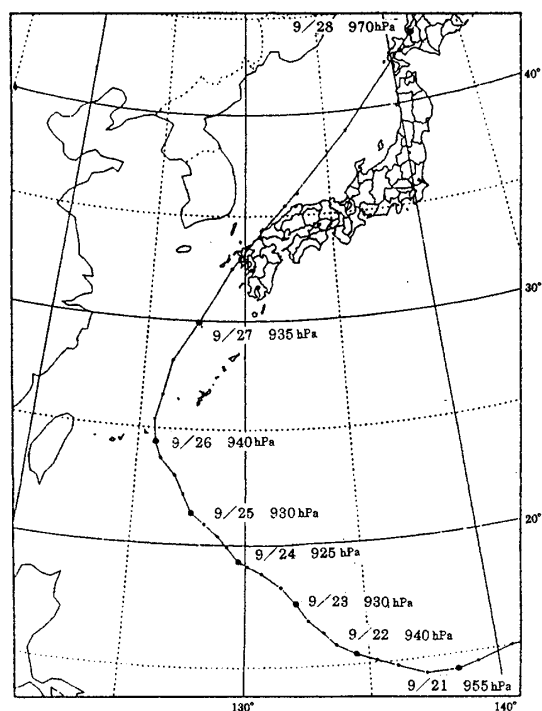 9/28 970hPa
40°
30°
9/27 935hPa
9/26 940hPa
9/25 930hPa
20°
9/24 925hPa
9/23 930hPa
9/22 940hPa
9/21 955hPa
130°
140°